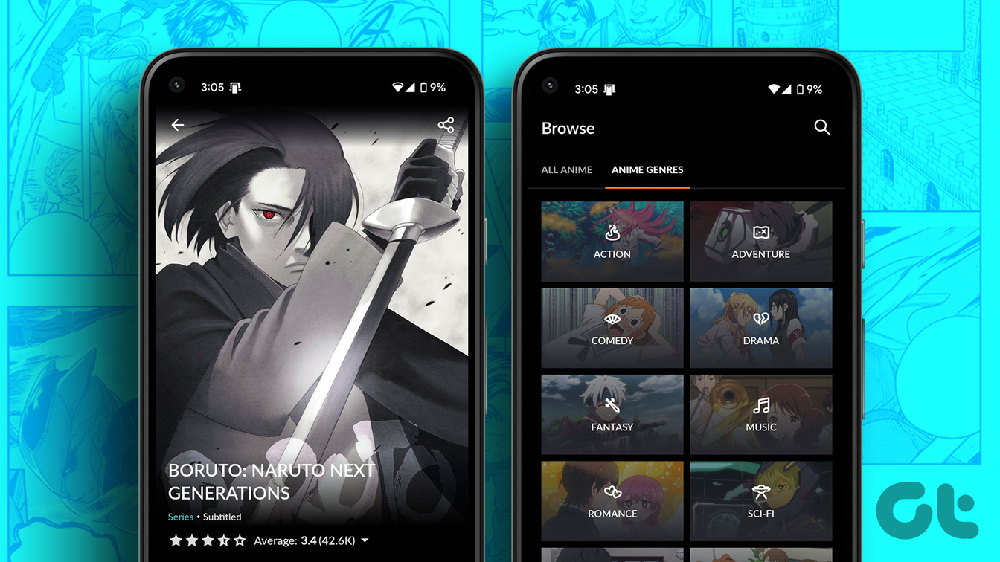 3:05
9%
BORUTO: NARUTO NEXT
GENERATIONS
Series • Subtitled
Average: 3.4 (42.6K)
3:05
9%
Browse
ALL ANIME
ANIME GENRES
ACTION
ADVENTURE
COMEDY
DRAMA
FANTASY
MUSIC
ROMANCE
SCI-FI
Gt